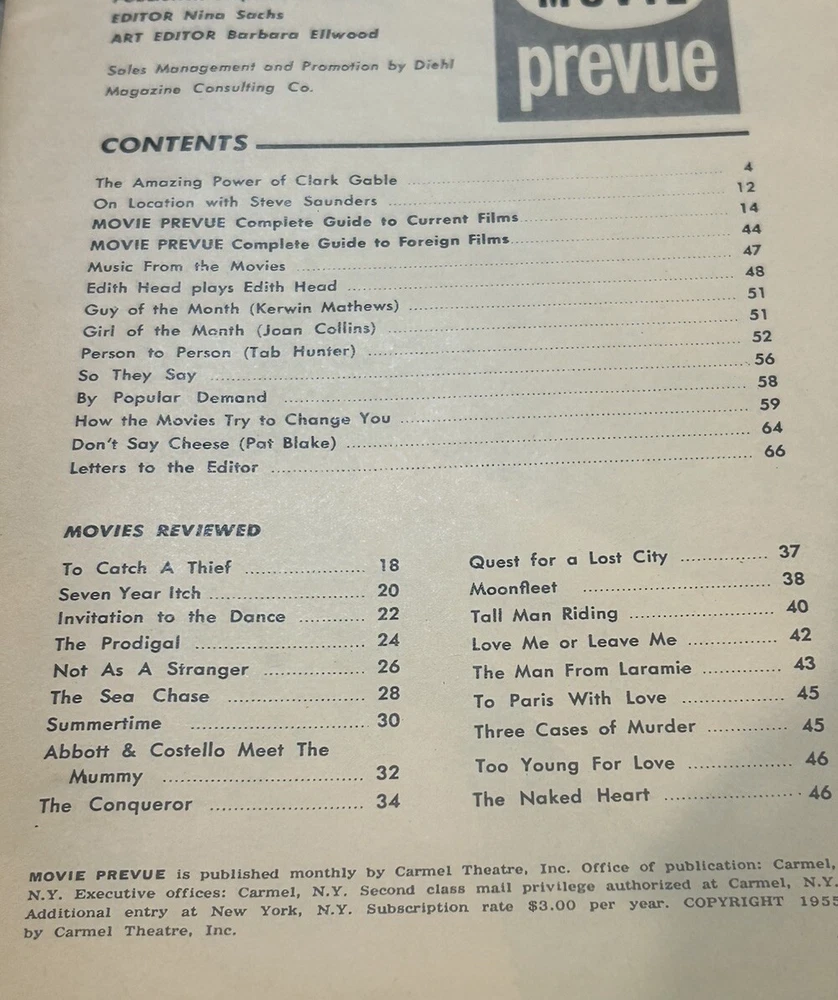 EDITOR Nina Sachs
ART EDITOR Barbara Ellwood
Sales Management and Promotion by Diehl
Magazine Consulting Co.
MOVIE
prevue
CONTENTS
The Amazing Power of Clark Gable 4
On Location with Steve Saunders 12
MOVIE PREVUE Complete Guide to Current Films 14
MOVIE PREVUE Complete Guide to Foreign Films 44
Music From the Movies 47
Edith Head plays Edith Head 48
Guy of the Month (Kerwin Mathews) 51
Girl of the Month (Joan Collins) 51
Person to Person (Tab Hunter) 52
So They Say 56
By Popular Demand 58
How the Movies Try to Change You 59
Don't Say Cheese (Pat Blake) 64
Letters to the Editor 66
MOVIES REVIEWED
To Catch A Thief 18
Seven Year Itch 20
Invitation to the Dance 22
The Prodigal 24
Not As A Stranger 26
The Sea Chase 28
Summertime 30
Abbott & Costello Meet The
Mummy 32
The Conqueror 34
Quest for a Lost City 37
Moonfleet 38
Tall Man Riding 40
Love Me or Leave Me 42
The Man From Laramie 43
To Paris With Love 45
Three Cases of Murder 45
Too Young For Love 46
The Naked Heart 46
MOVIE PREVUE is published monthly by Carmel Theatre, Inc. Office of publication: Carmel,
N.Y. Executive offices: Carmel, N.Y. Second class mail privilege authorized at Carmel, N.Y.
Additional entry at New York, N.Y. Subscription rate $3.00 per year. COPYRIGHT 1955
by Carmel Theatre, Inc.